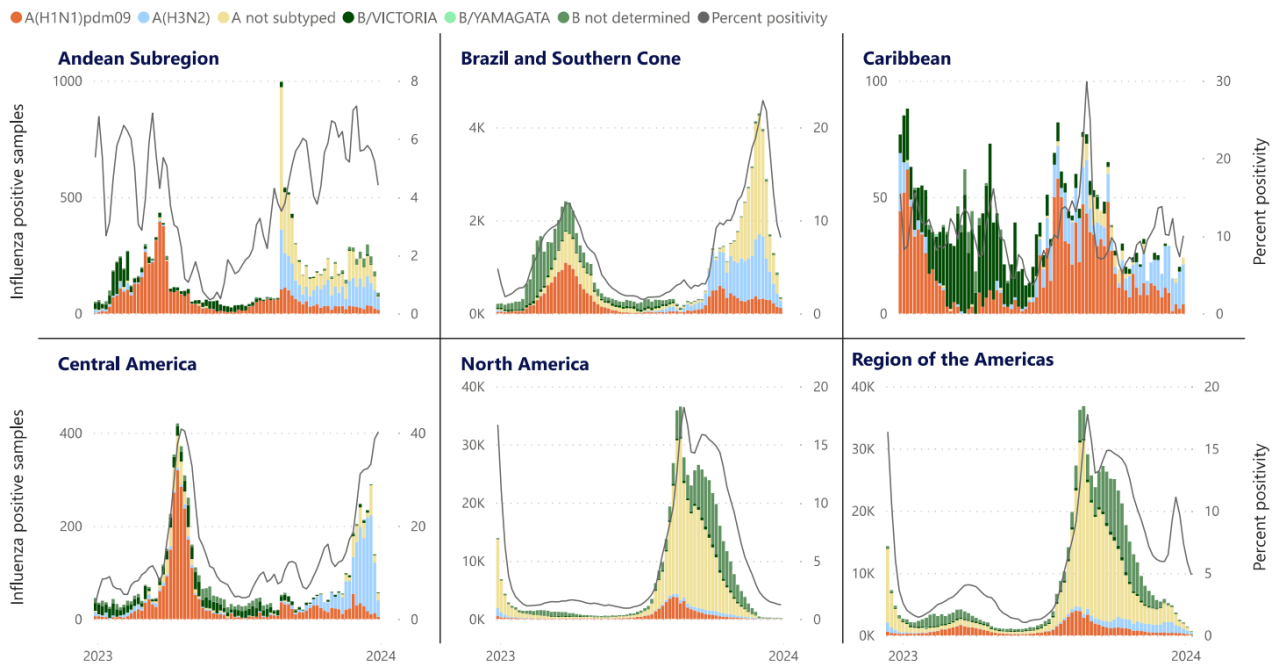 A(H1N1)pdm09 A(H3N2) A not subtyped B/VICTORIA B/YAMAGATA B not determined Percent positivity
Andean Subregion
Influenza positive samples
1000
500
0
8
6
4
2
0
Brazil and Southern Cone
4K
2K
0K
20
10
0
Caribbean
100
50
0
30
20
10
0
Percent positivity
Central America
Influenza positive samples
400
200
0
40
20
0
2023
2024
North America
40K
30K
20K
10K
0K
20
15
10
5
0
2023
2024
Region of the Americas
40K
30K
20K
10K
0K
20
15
10
5
0
Percent positivity
2023
2024